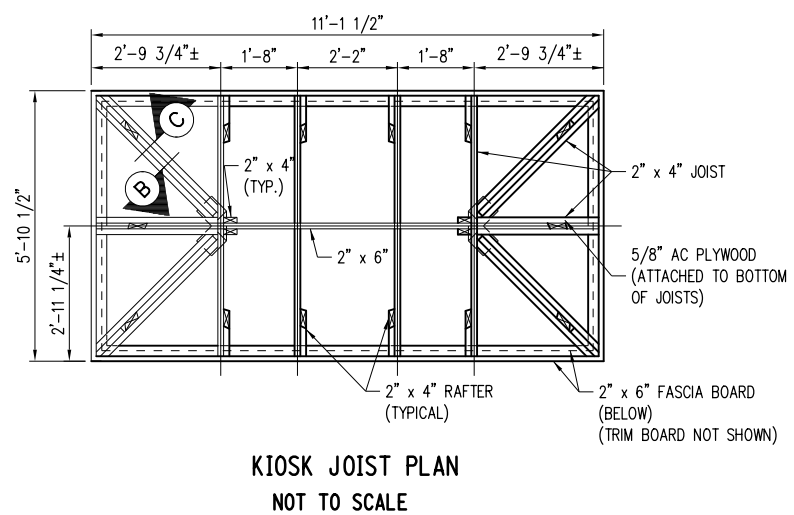 11'-1 1/2"
2'-9 3/4"± 1'-8" 2'-2" 1'-8" 2'-9 3/4"±
C
B
5'-10 1/2"
2'-11 1/4"±
2" x 4"
(TYP.)
2" x 6"
2" x 4" JOIST
5/8" AC PLYWOOD
(ATTACHED TO BOTTOM
OF JOISTS)
2" x 4" RAFTER
(TYPICAL)
2" x 6" FASCIA BOARD
(BELOW)
(TRIM BOARD NOT SHOWN)
KIOSK JOIST PLAN
NOT TO SCALE